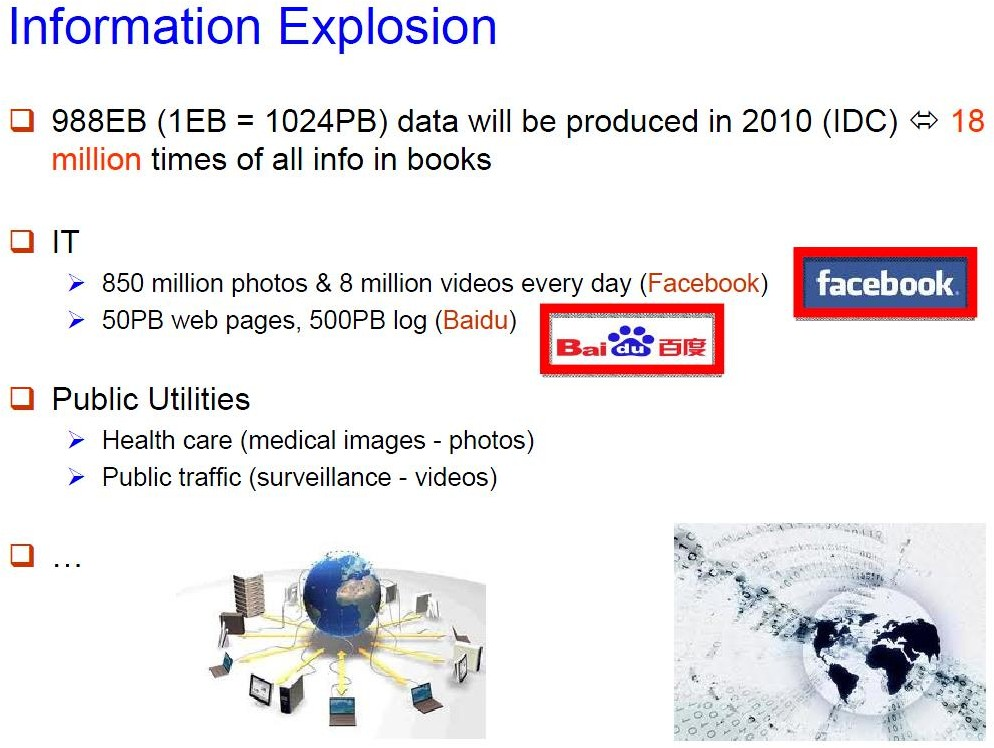 Information Explosion
988EB (1EB = 1024PB) data will be produced in 2010 (IDC) ⇔ 18
million times of all info in books
IT
850 million photos & 8 million videos every day (Facebook)
facebook.
50PB web pages, 500PB log (Baidu)
Bai du 百度
Public Utilities
Health care (medical images - photos)
Public traffic (surveillance - videos)
…